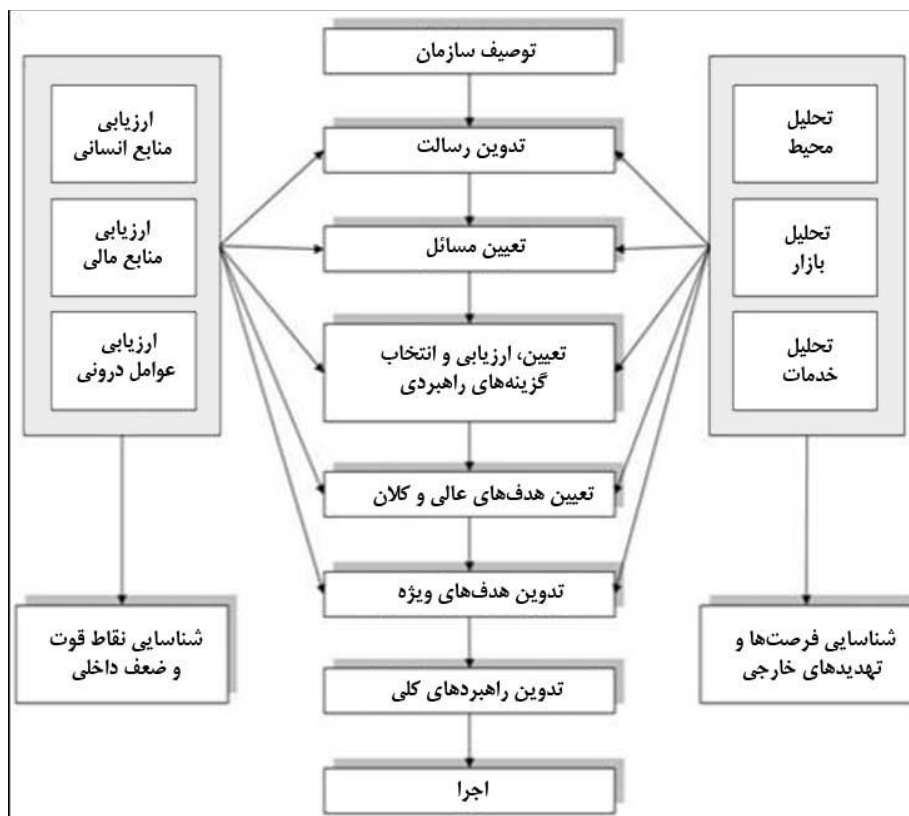 توصیف سازمان
تدوین رسالت
تعیین مسائل
تعیین، ارزیابی و انتخاب
گزینه‌های راهبردی
تعیین هدف‌های عالی و کلان
تدوین هدف‌های ویژه
تدوین راهبردهای کلی
اجرا
تحلیل
محیط
تحلیل
بازار
تحلیل
خدمات
شناسایی فرصت‌ها و
تهدیدهای خارجی
ارزیابی
منابع انسانی
ارزیابی
منابع مالی
ارزیابی
عوامل درونی
شناسایی نقاط قوت
و ضعف داخلی